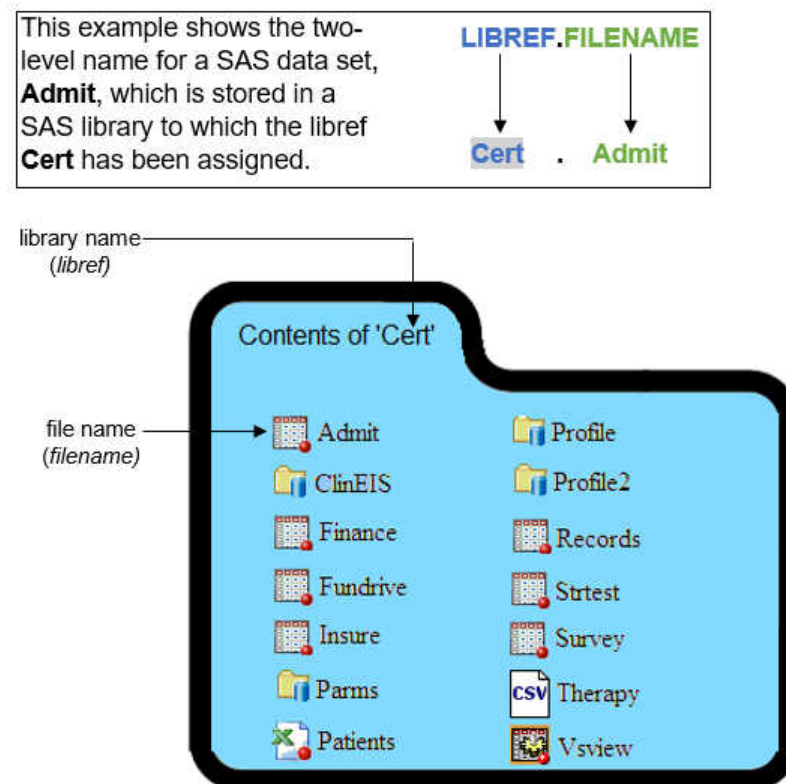 This example shows the two-
level name for a SAS data set,
Admit, which is stored in a
SAS library to which the libref
Cert has been assigned.
LIBREF.FILENAME
Cert . Admit
library name
(libref)
Contents of 'Cert'
file name
(filename)
Admit
ClinEIS
Finance
Fundrive
Insure
Parms
Patients
Profile
Profile2
Records
Strtest
Survey
CSV Therapy
Vsview